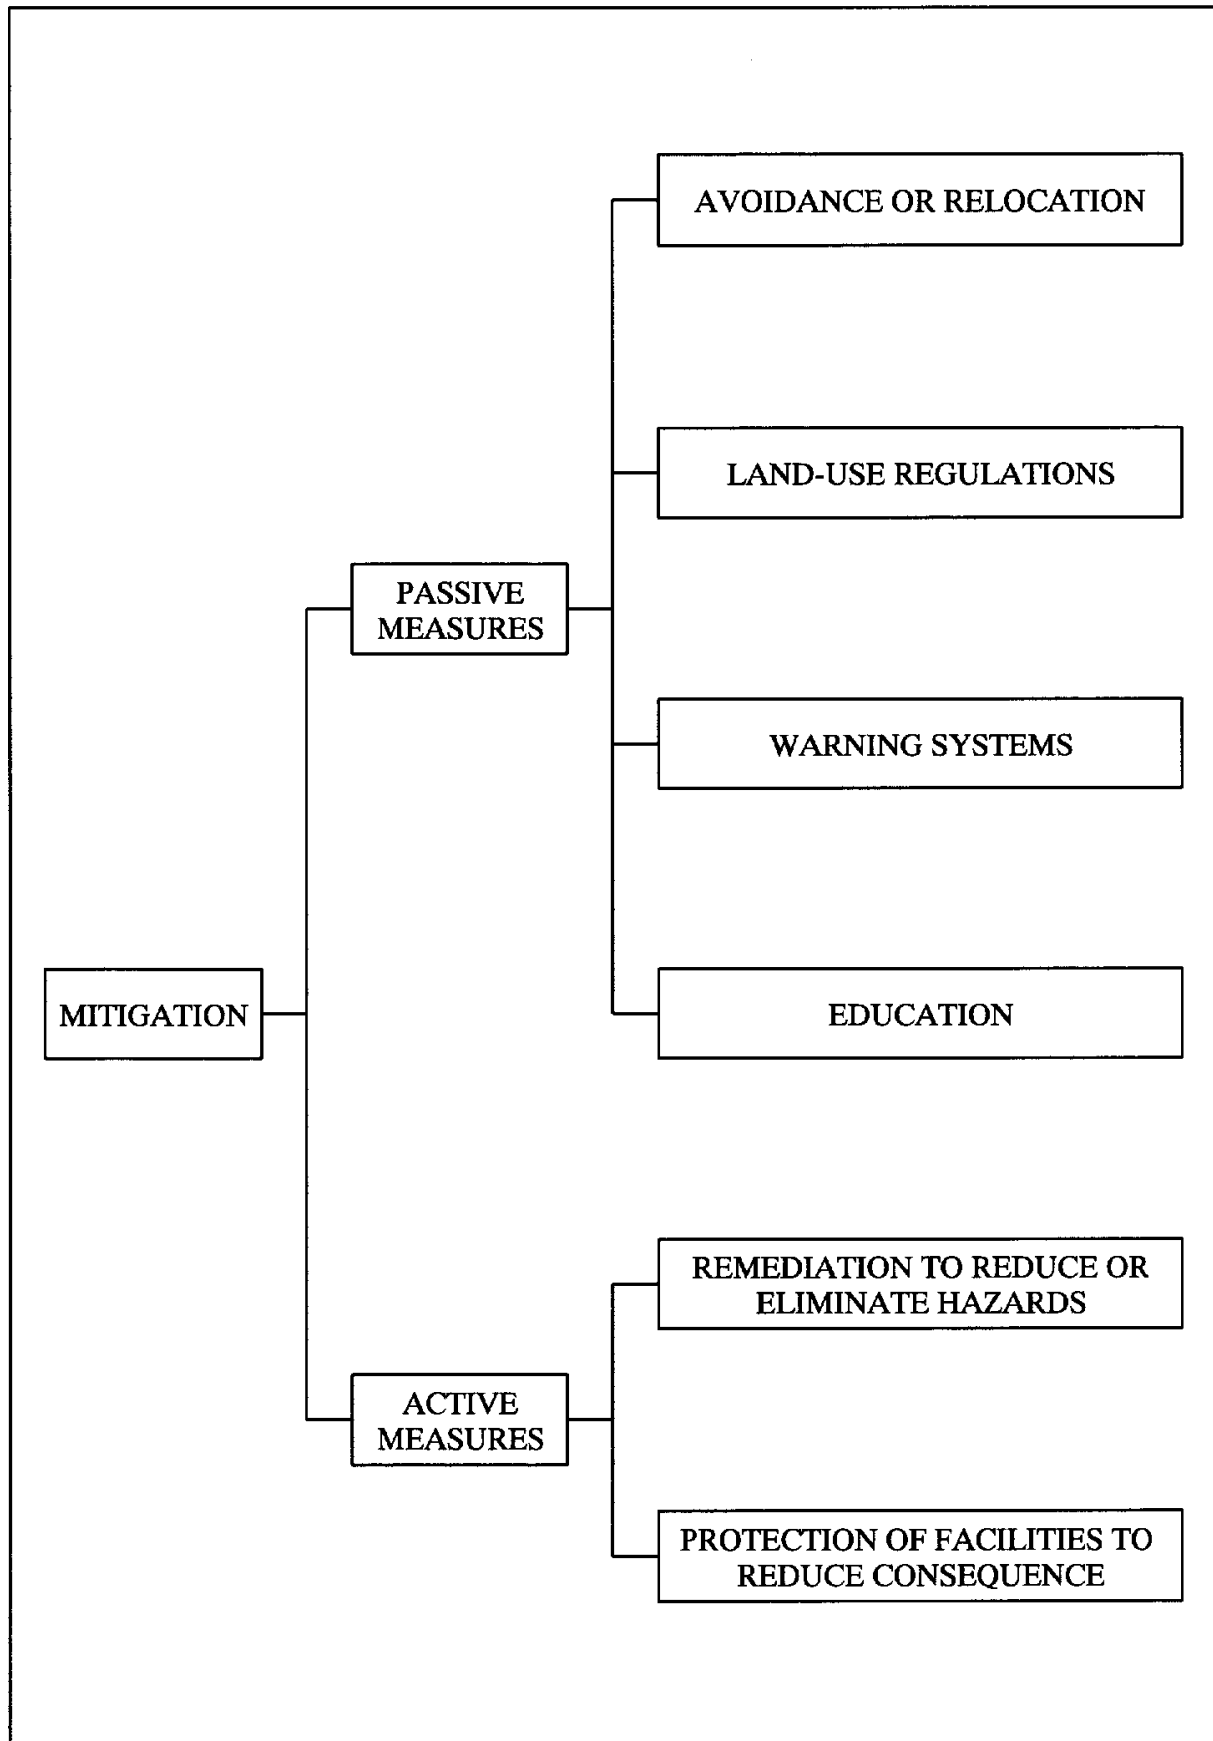 AVOIDANCE OR RELOCATION
LAND-USE REGULATIONS
PASSIVE
MEASURES
WARNING SYSTEMS
EDUCATION
MITIGATION
REMEDIATION TO REDUCE OR
ELIMINATE HAZARDS
ACTIVE
MEASURES
PROTECTION OF FACILITIES TO
REDUCE CONSEQUENCE